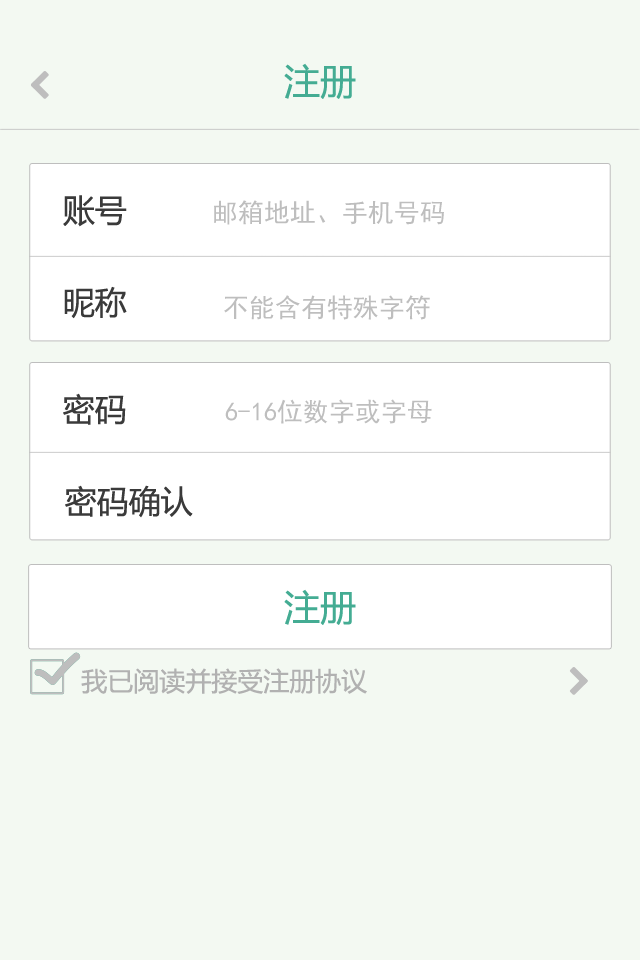 注册
账号 邮箱地址、手机号码
昵称 不能含有特殊字符
密码 6-16位数字或字母
密码确认
注册
我已阅读并接受注册协议